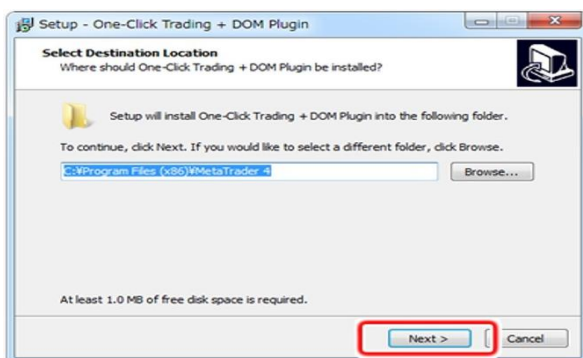 Setup - One-Click Trading + DOM Plugin
Select Destination Location
Where should One-Click Trading + DOM Plugin be installed?
Setup will install One-Click Trading + DOM Plugin into the following folder.
To continue, click Next. If you would like to select a different folder, click Browse.
C:¥Program Files (x86)¥MetaTrader 4
Browse...
At least 1.0 MB of free disk space is required.
Next >
Cancel